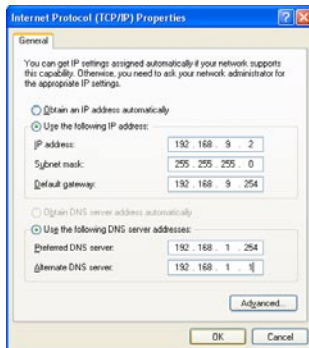 Internet Protocol (TCP/IP) Properties
General
You can get IP settings assigned automatically if your network supports
this capability. Otherwise, you need to ask your network administrator for
the appropriate IP settings.
Obtain an IP address automatically
Use the following IP address:
IP address: 192 . 168 . 9 . 2
Subnet mask: 255 . 255 . 255 . 0
Default gateway: 192 . 168 . 9 . 254
Obtain DNS server address automatically
Use the following DNS server addresses:
Preferred DNS server: 192 . 168 . 1 . 254
Alternate DNS server: 192 . 168 . 1 . 1
Advanced...
OK Cancel